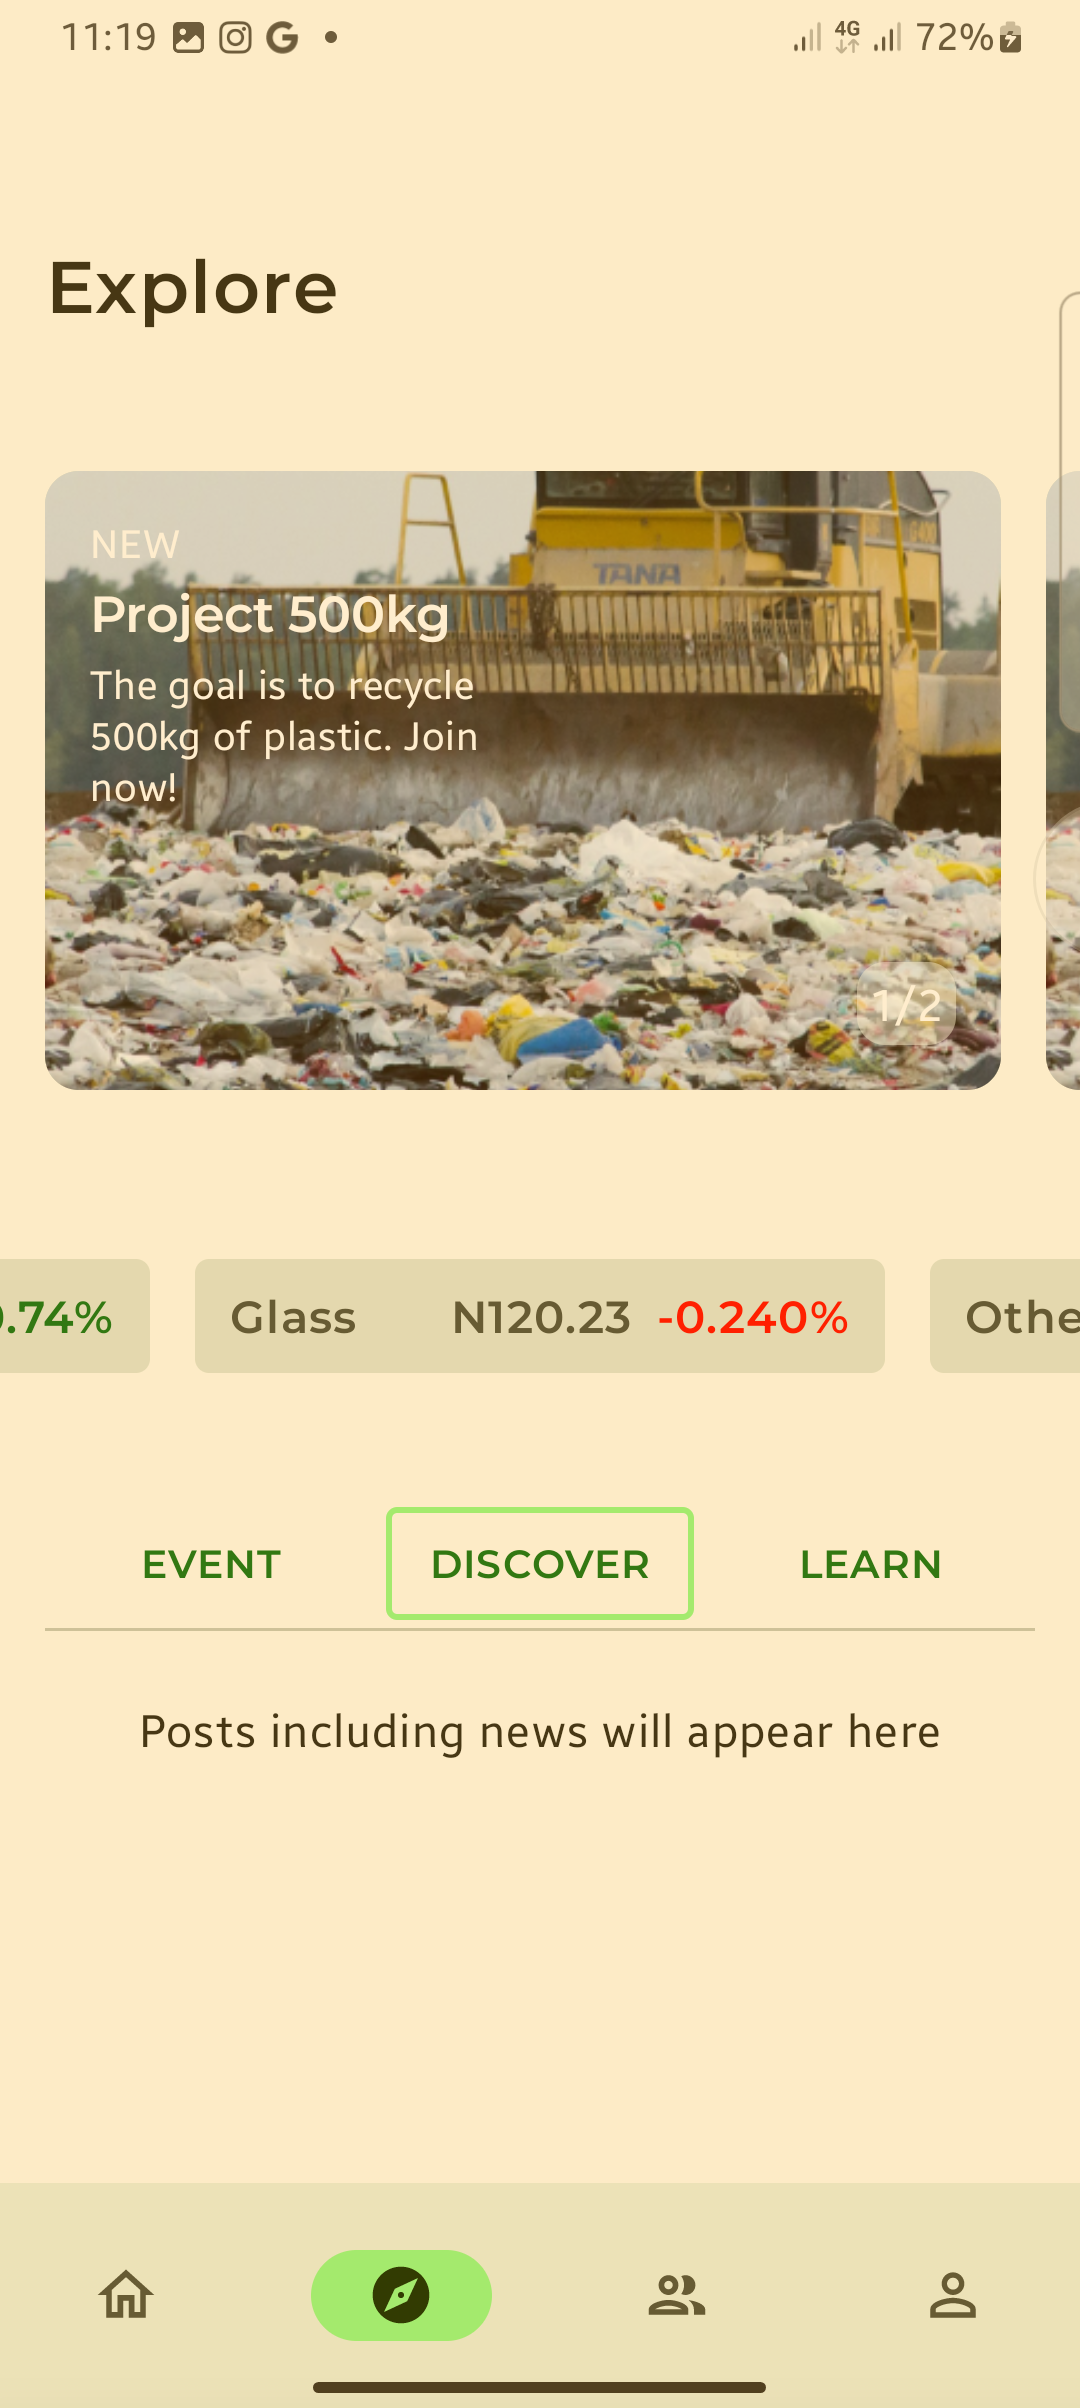 11:19 4G 72%
Explore
NEW
Project 500kg
The goal is to recycle
500kg of plastic. Join
now!
TANA
G400
1/2
.74% Glass N120.23 -0.240% Othe
EVENT DISCOVER LEARN
Posts including news will appear here